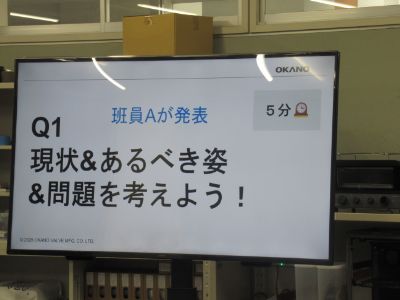 OKANO
班員Aが発表
5分
Q1
現状&あるべき姿
&問題を考えよう！